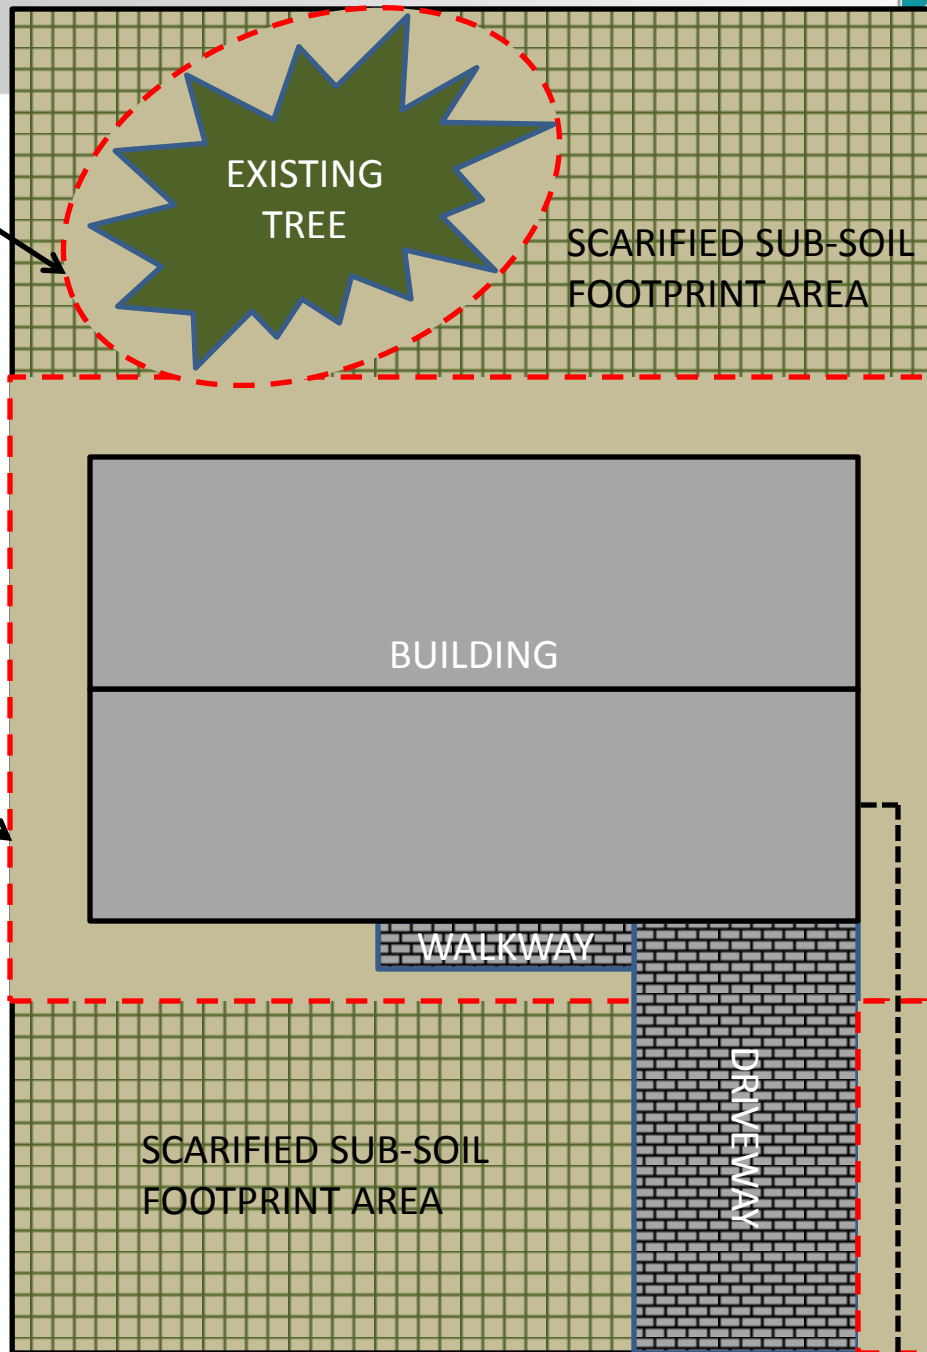 EXISTING
TREE
SCARIFIED SUB-SOIL
FOOTPRINT AREA
BUILDING
WALKWAY
DRIVEWAY
SCARIFIED SUB-SOIL
FOOTPRINT AREA